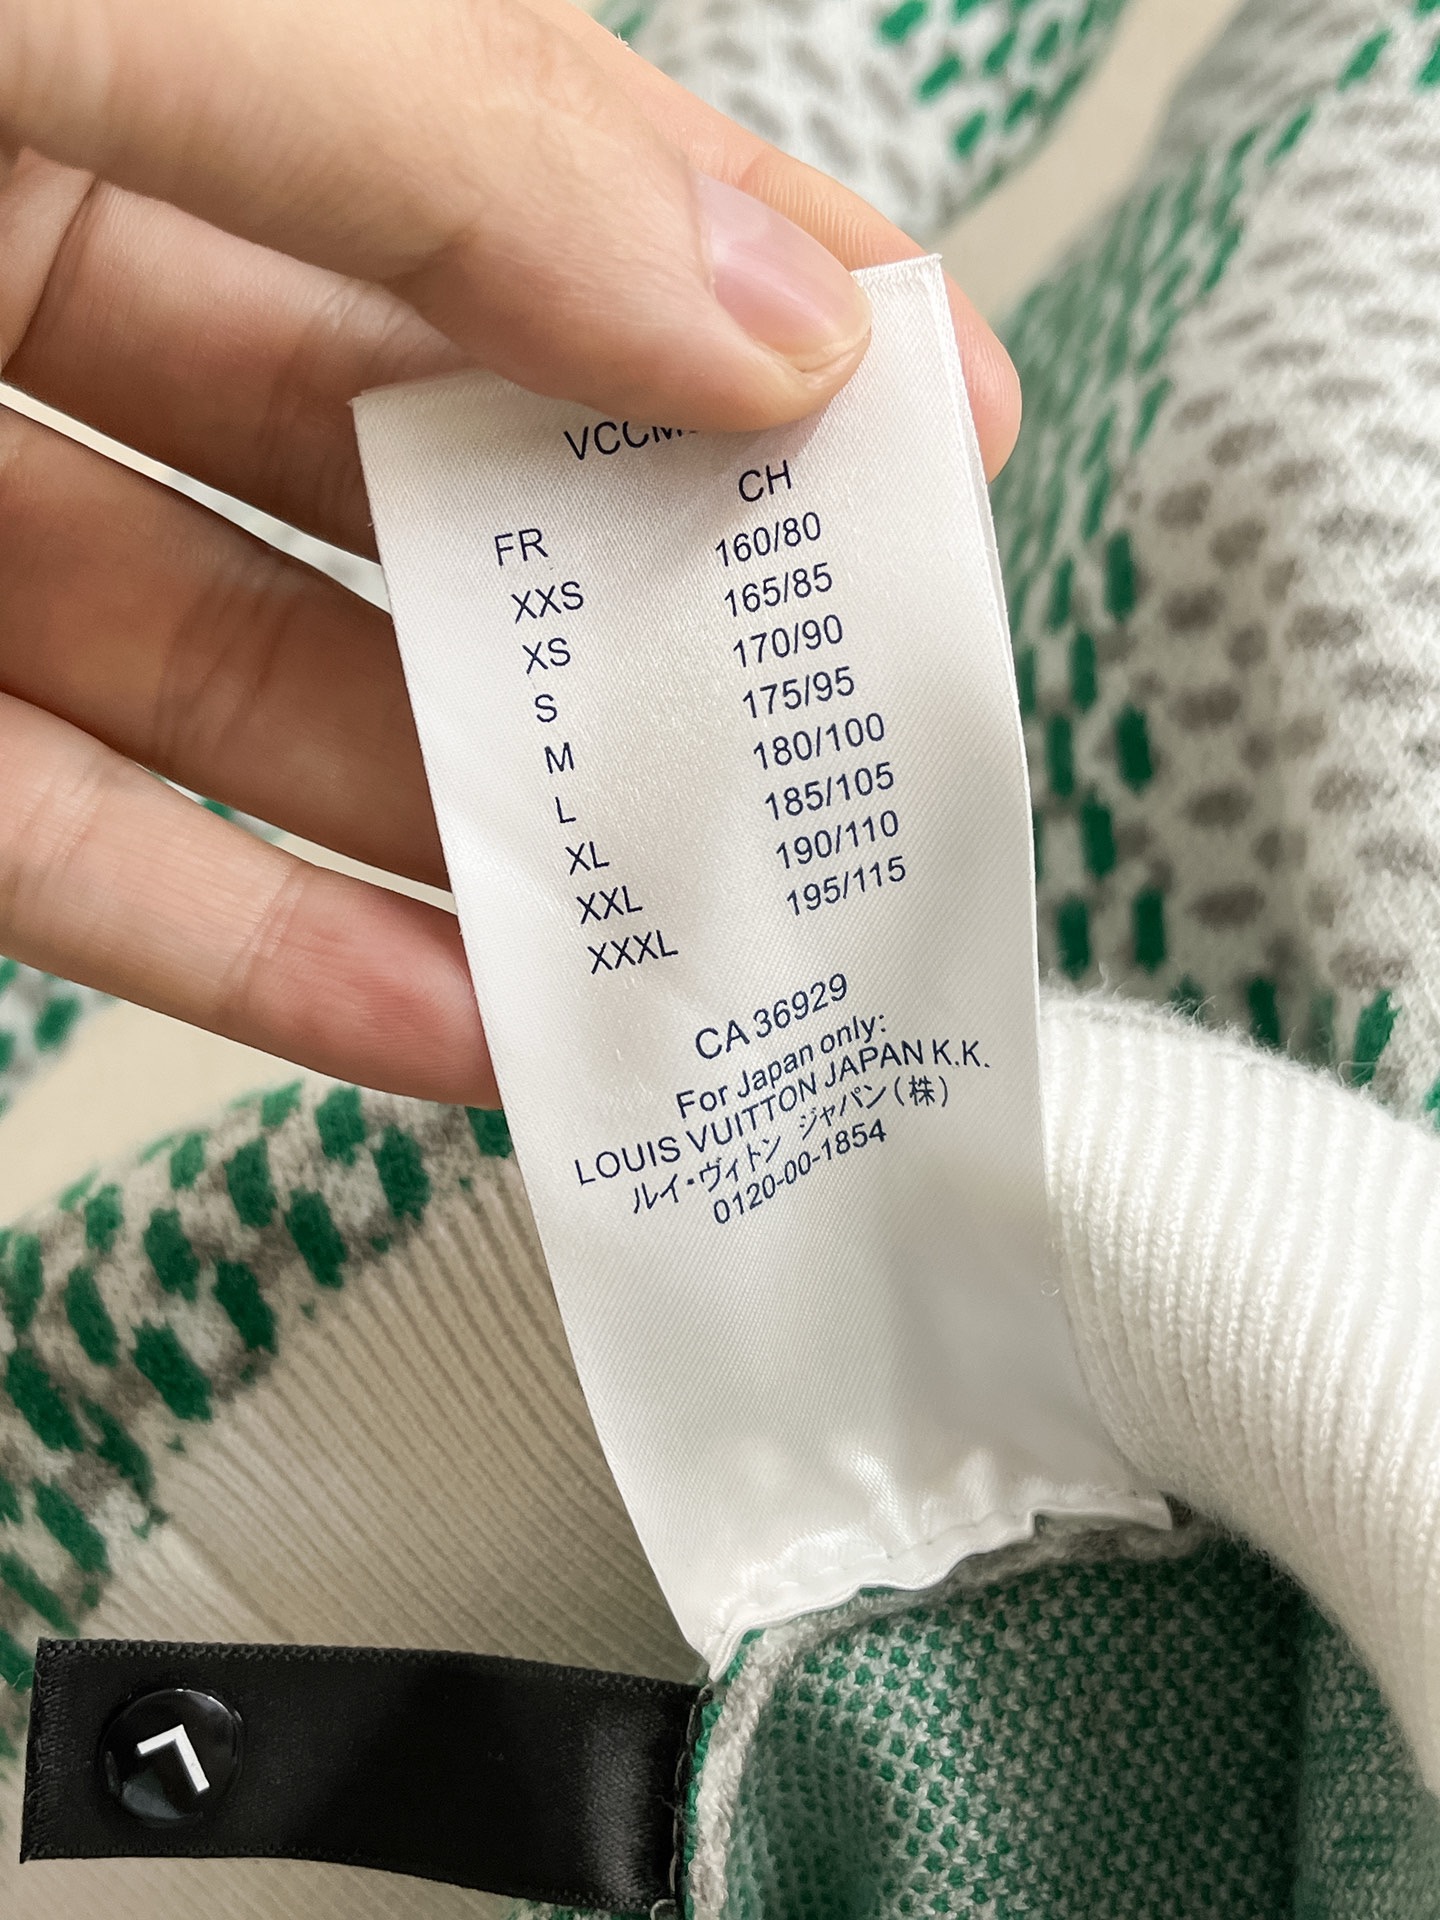 CH
FR
XXS 160/80
XS 165/85
S 170/90
M 175/95
L 180/100
XL 185/105
XXL 190/110
XXXL 195/115
CA 36929
For Japan only:
LOUIS VUITTON JAPAN K.K.
ルイ・ヴィトン ジャパン(株)
0120-00-1854
L